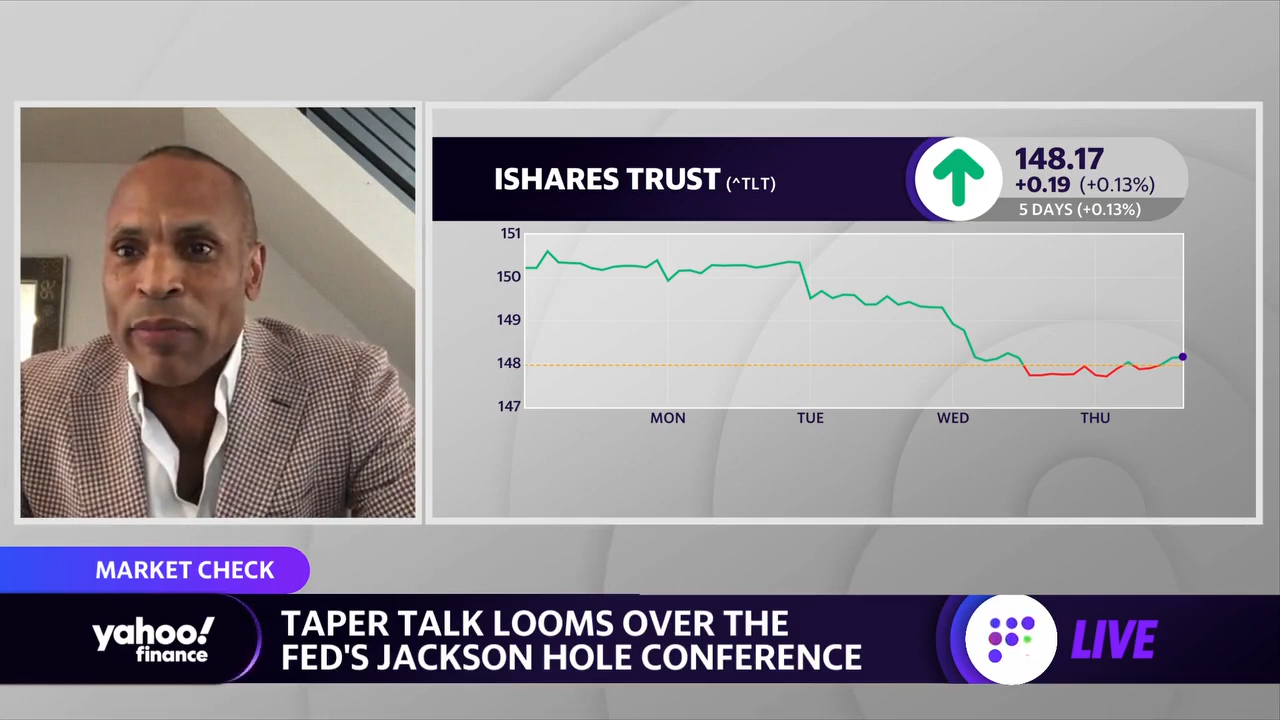 ISHARES TRUST (^TLT)
148.17
+0.19 (+0.13%)
5 DAYS (+0.13%)
151
150
149
148
147
MON TUE WED THU
MARKET CHECK
yahoo!
finance
TAPER TALK LOOMS OVER THE
FED'S JACKSON HOLE CONFERENCE
LIVE